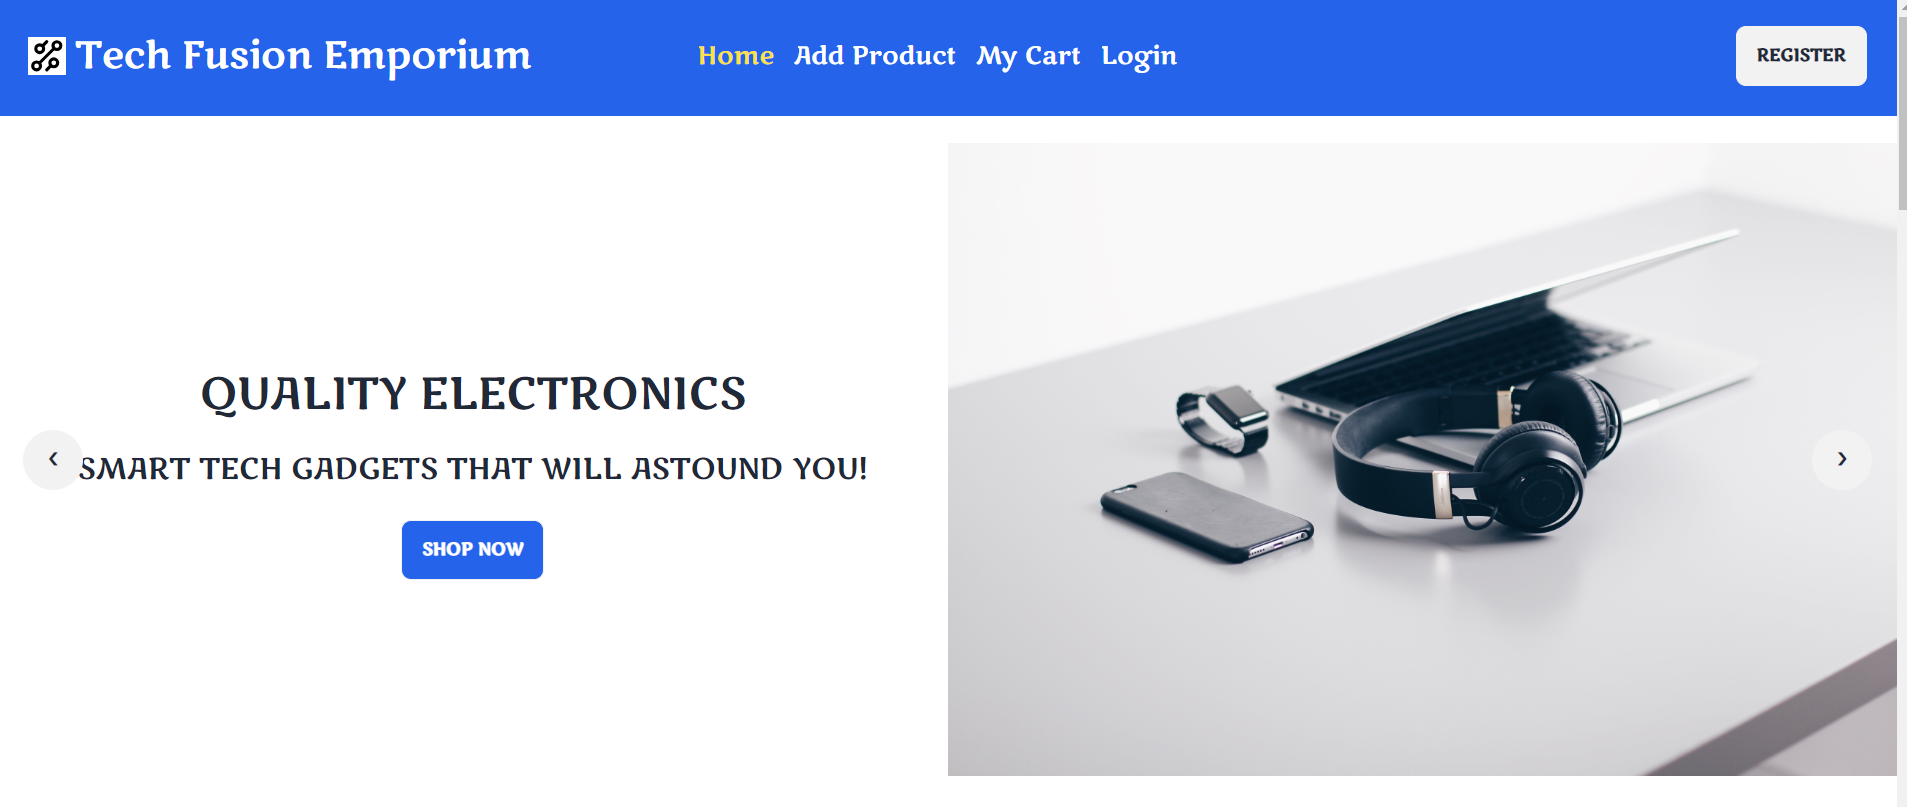 Tech Fusion Emporium
Home Add Product My Cart Login
REGISTER
QUALITY ELECTRONICS
SMART TECH GADGETS THAT WILL ASTOUND YOU!
SHOP NOW